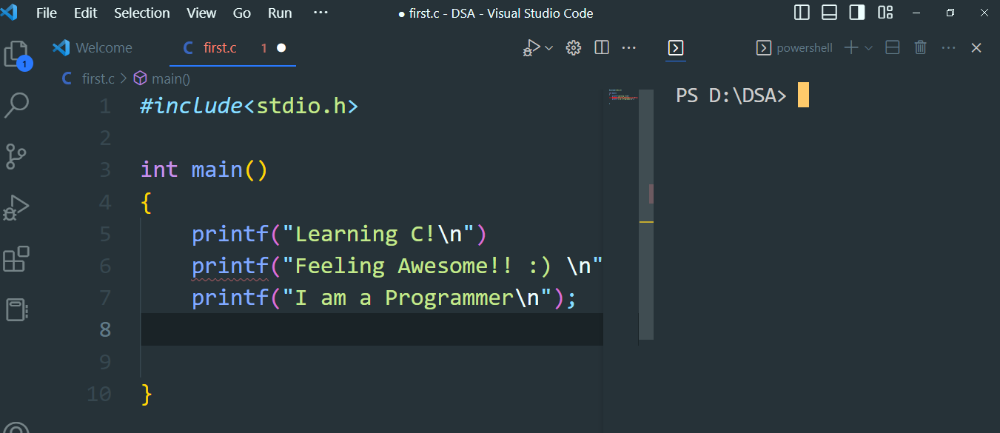 File Edit Selection View Go Run ··· ● first.c - DSA - Visual Studio Code
1
Welcome
C first.c 1 ●
powershell
C first.c > main()
1 #include<stdio.h>
2
3 int main()
4 {
5     printf("Learning C!\n")
6     printf("Feeling Awesome!! :) \n"
7     printf("I am a Programmer\n");
8
9
10 }
PS D:\DSA>